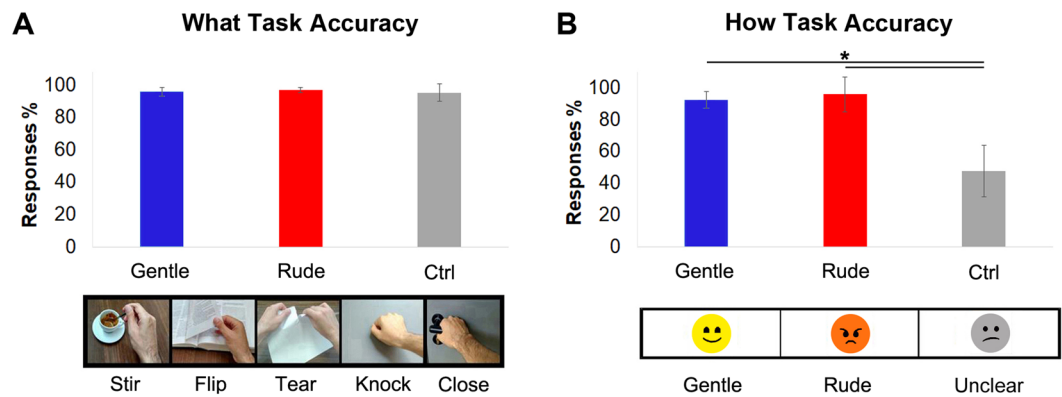 A What Task Accuracy
Responses %
100
80
60
40
20
0
Gentle Rude Ctrl
Stir Flip Tear Knock Close
B How Task Accuracy
*
Responses %
100
80
60
40
20
0
Gentle Rude Ctrl
Gentle Rude Unclear